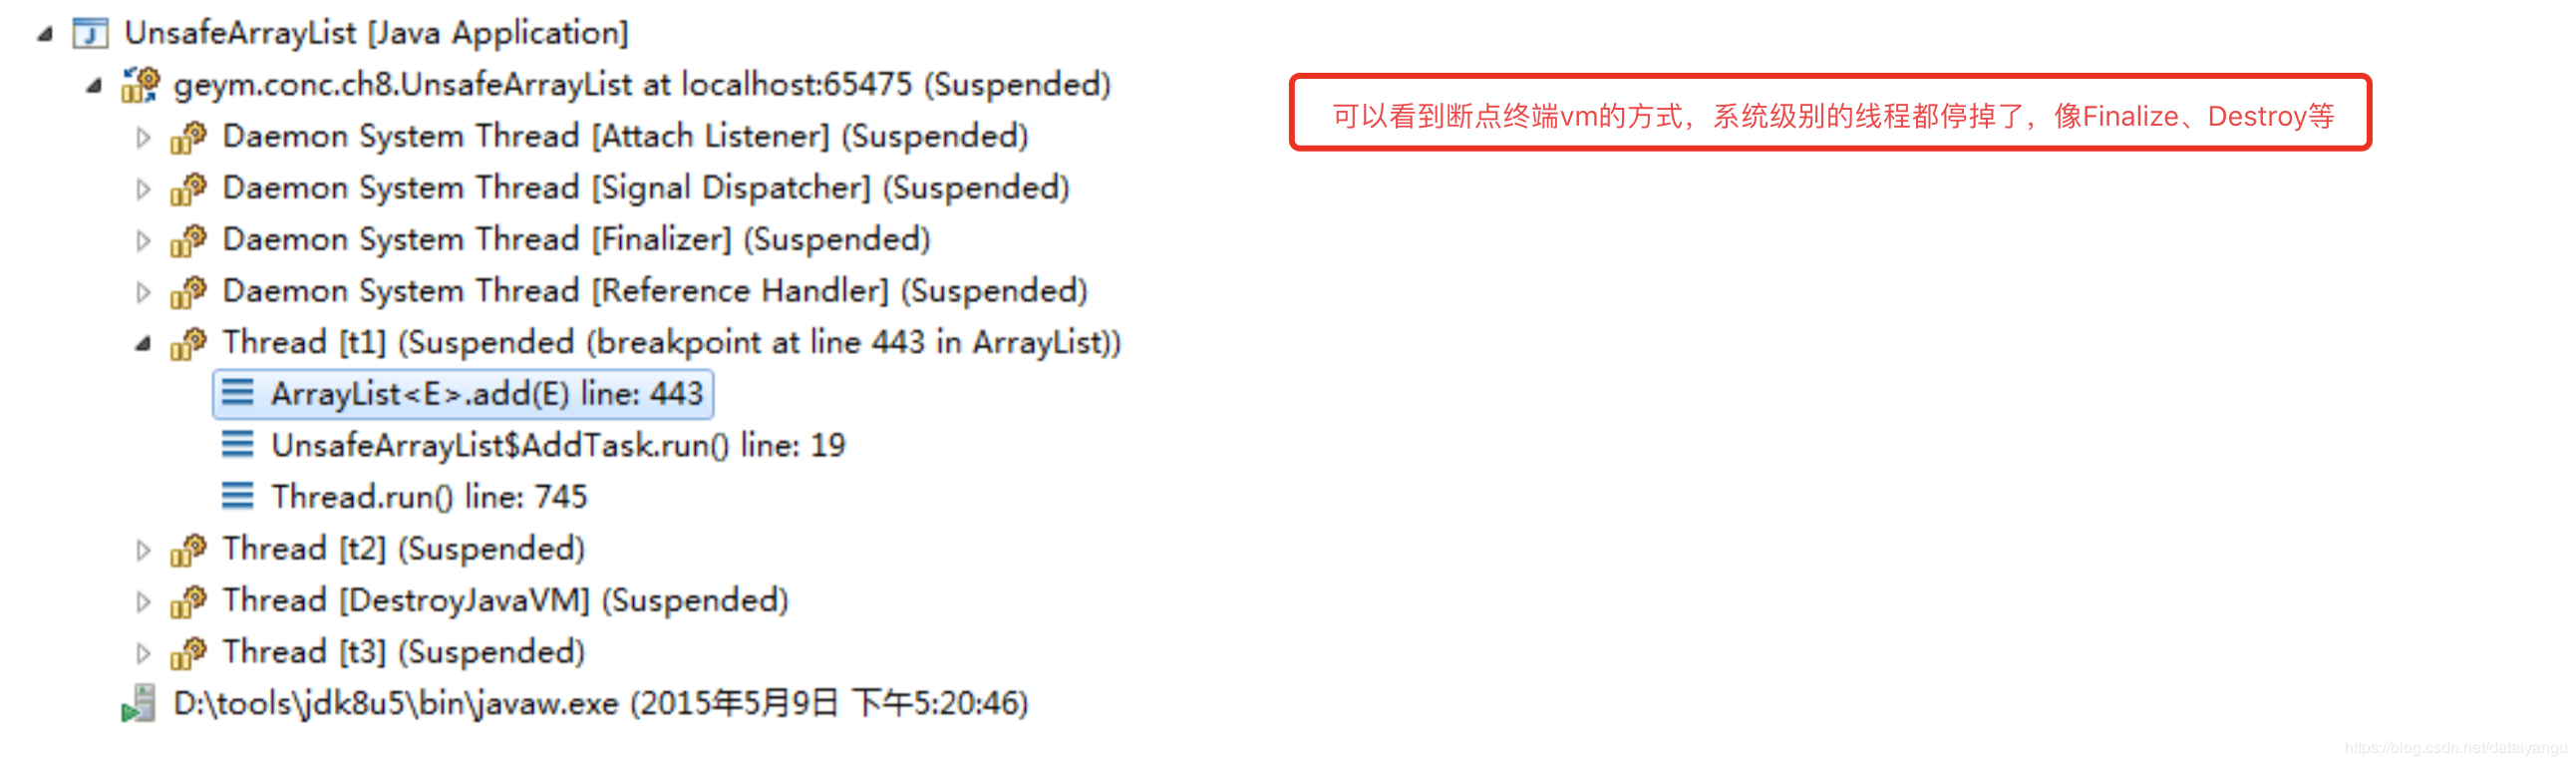 UnsafeArrayList [Java Application]
geym.conc.ch8.UnsafeArrayList at localhost:65475 (Suspended)
可以看到断点终端vm的方式，系统级别的线程都停掉了，像Finalize、Destroy等
Daemon System Thread [Attach Listener] (Suspended)
Daemon System Thread [Signal Dispatcher] (Suspended)
Daemon System Thread [Finalizer] (Suspended)
Daemon System Thread [Reference Handler] (Suspended)
Thread [t1] (Suspended (breakpoint at line 443 in ArrayList))
ArrayList<E>.add(E) line: 443
UnsafeArrayList$AddTask.run() line: 19
Thread.run() line: 745
Thread [t2] (Suspended)
Thread [DestroyJavaVM] (Suspended)
Thread [t3] (Suspended)
D:\tools\jdk8u5\bin\javaw.exe (2015年5月9日 下午5:20:46)
https://blog.csdn.net/dataiyangu